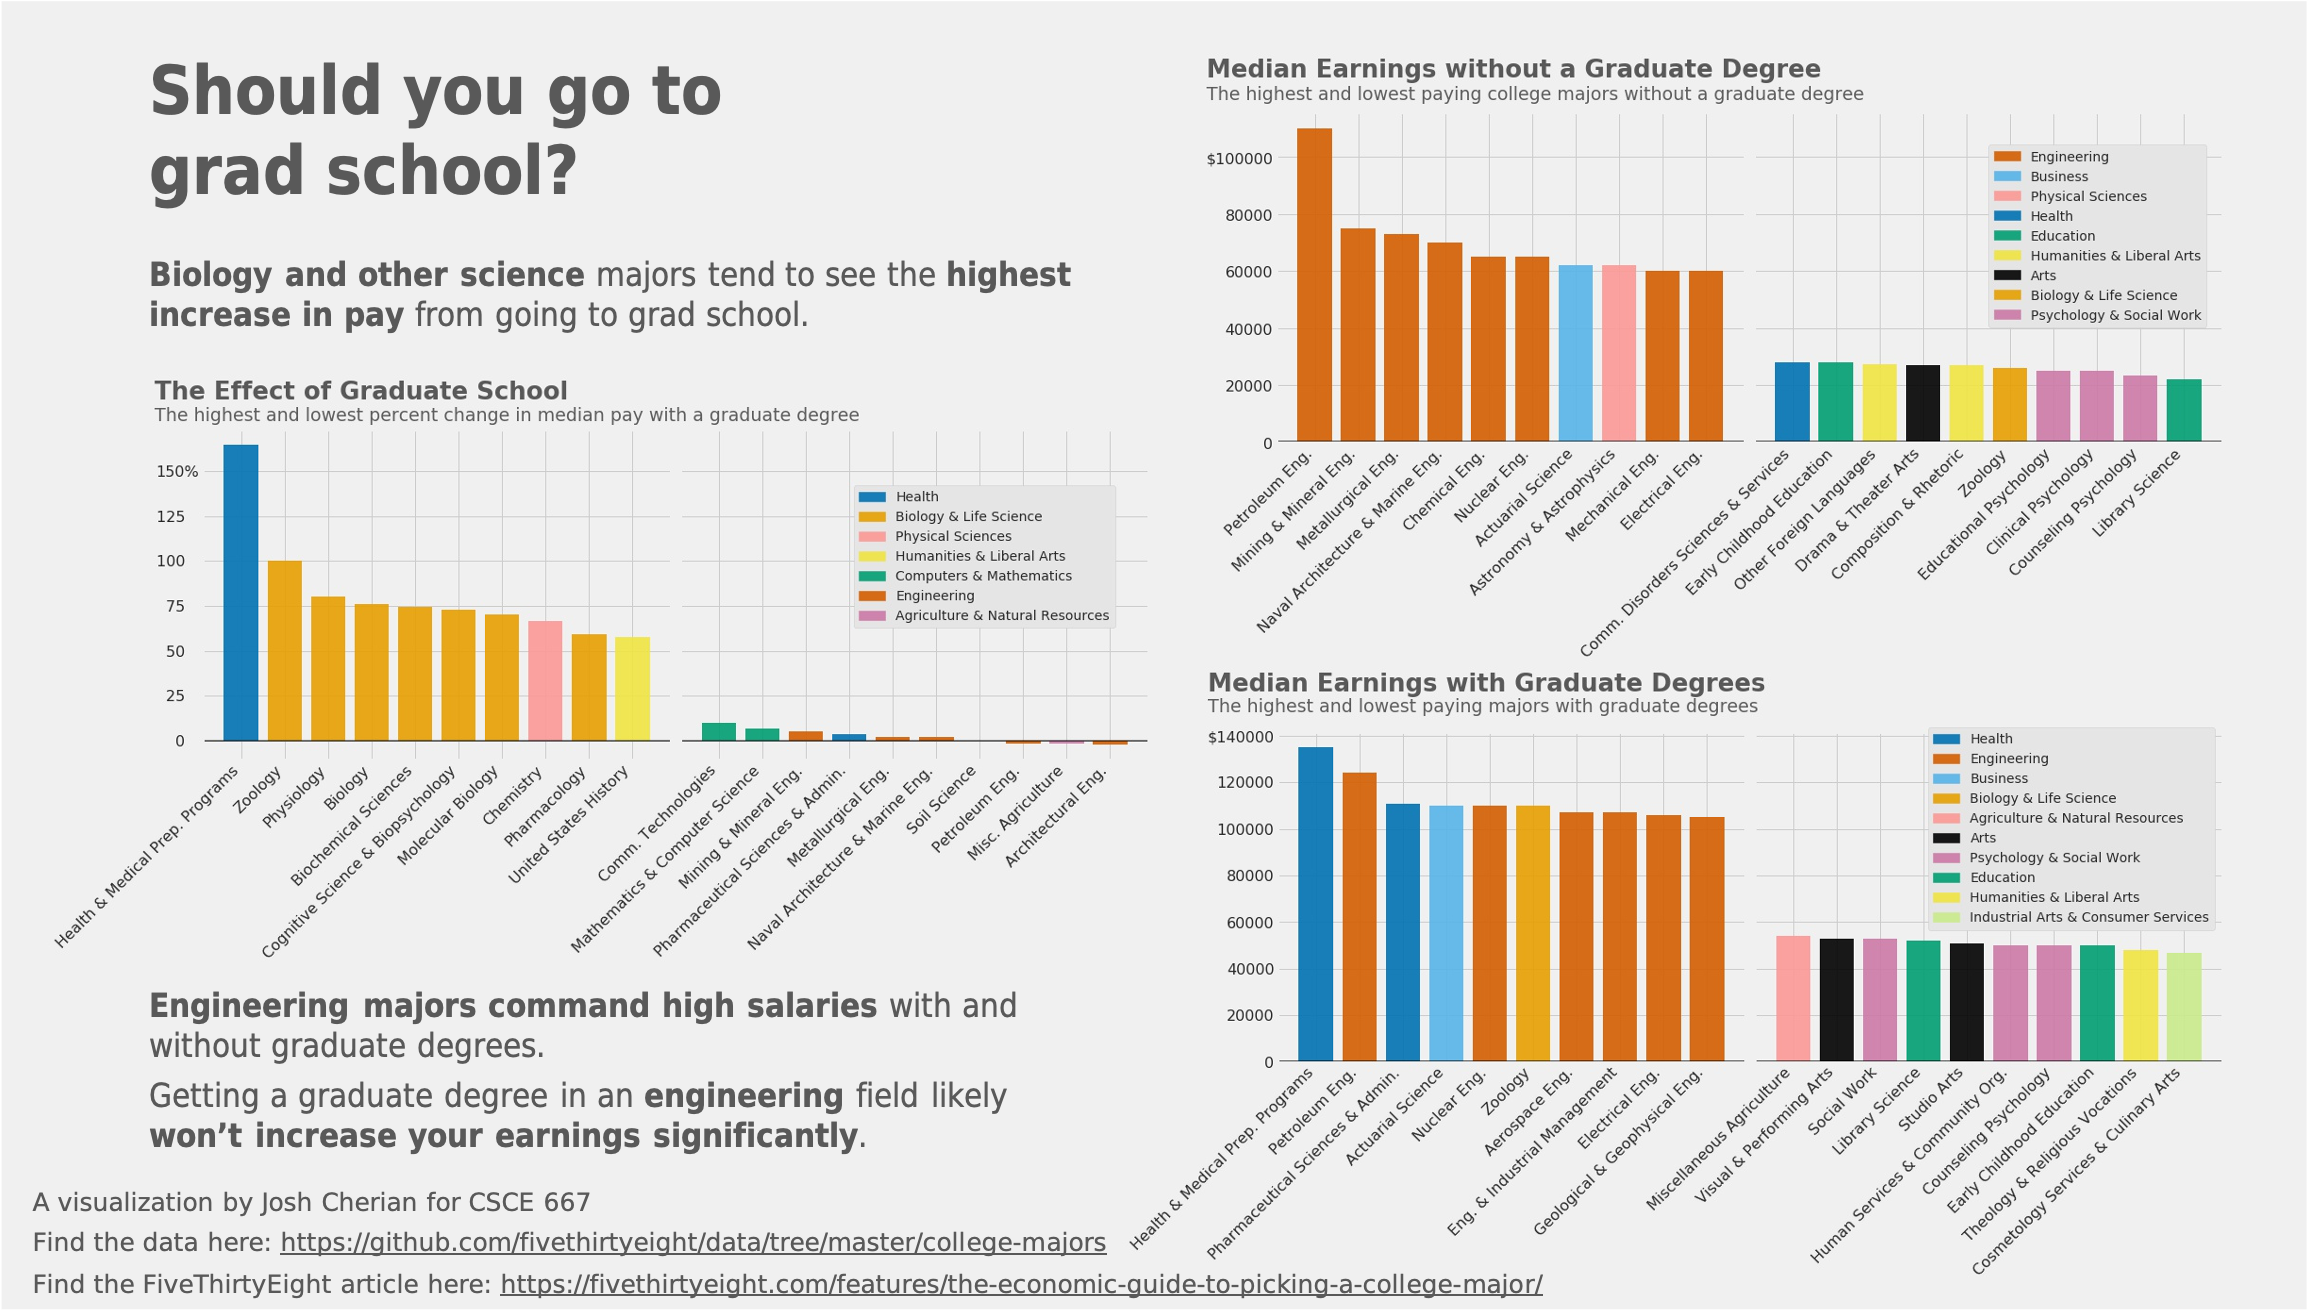 Should you go to
grad school?
Biology and other science majors tend to see the highest
increase in pay from going to grad school.
The Effect of Graduate School
The highest and lowest percent change in median pay with a graduate degree
150%
125
100
75
50
25
0
Health
Biology & Life Science
Physical Sciences
Humanities & Liberal Arts
Computers & Mathematics
Engineering
Agriculture & Natural Resources
Health & Medical Prep. Programs
Zoology
Physiology
Biology
Biochemical Sciences
Cognitive Science & Biopsychology
Molecular Biology
Chemistry
Pharmacology
United States History
Comm. Technologies
Mathematics & Computer Science
Mining & Mineral Eng.
Pharmaceutical Sciences & Admin.
Metallurgical Eng.
Naval Architecture & Marine Eng.
Soil Science
Petroleum Eng.
Misc. Agriculture
Architectural Eng.
Engineering majors command high salaries with and
without graduate degrees.
Getting a graduate degree in an engineering field likely
won’t increase your earnings significantly.
Median Earnings without a Graduate Degree
The highest and lowest paying college majors without a graduate degree
$100000
80000
60000
40000
20000
0
Engineering
Business
Physical Sciences
Health
Education
Humanities & Liberal Arts
Arts
Biology & Life Science
Psychology & Social Work
Petroleum Eng.
Mining & Mineral Eng.
Metallurgical Eng.
Naval Architecture & Marine Eng.
Chemical Eng.
Nuclear Eng.
Actuarial Science
Astronomy & Astrophysics
Mechanical Eng.
Electrical Eng.
Comm. Disorders Sciences & Services
Early Childhood Education
Other Foreign Languages
Drama & Theater Arts
Composition & Rhetoric
Zoology
Educational Psychology
Clinical Psychology
Counseling Psychology
Library Science
Median Earnings with Graduate Degrees
The highest and lowest paying majors with graduate degrees
$140000
120000
100000
80000
60000
40000
20000
0
Health
Engineering
Business
Biology & Life Science
Agriculture & Natural Resources
Arts
Psychology & Social Work
Education
Humanities & Liberal Arts
Industrial Arts & Consumer Services
Health & Medical Prep. Programs
Petroleum Eng.
Pharmaceutical Sciences & Admin.
Actuarial Science
Nuclear Eng.
Zoology
Aerospace Eng.
Eng. & Industrial Management
Electrical Eng.
Geological & Geophysical Eng.
Miscellaneous Agriculture
Visual & Performing Arts
Social Work
Library Science
Studio Arts
Human Services & Community Org.
Counseling Psychology
Early Childhood Education
Theology & Religious Vocations
Cosmetology Services & Culinary Arts
A visualization by Josh Cherian for CSCE 667
Find the data here: https://github.com/fivethirtyeight/data/tree/master/college-majors
Find the FiveThirtyEight article here: https://fivethirtyeight.com/features/the-economic-guide-to-picking-a-college-major/